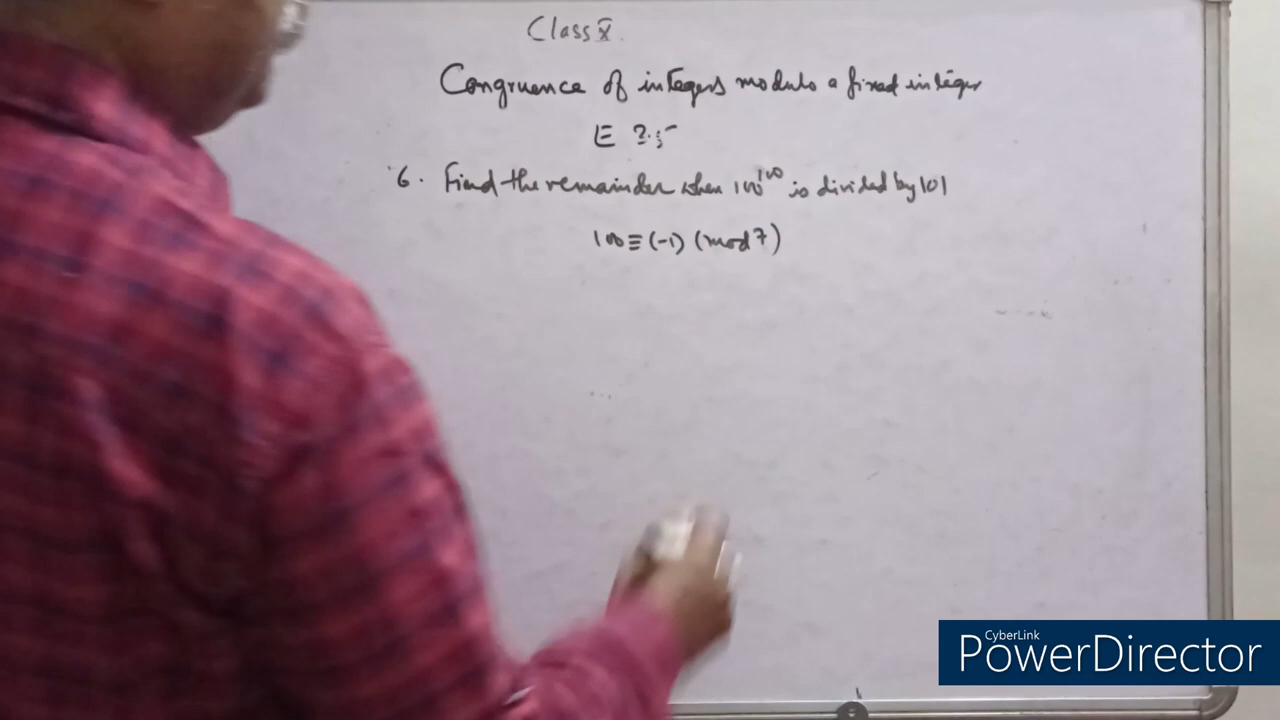 Class X.
Congruence of integers modulo a fixed integer
E 2.5
6. Find the remainder when 100^100 is divided by 101
100 ≡ (-1) (mod 7)
CyberLink
PowerDirector